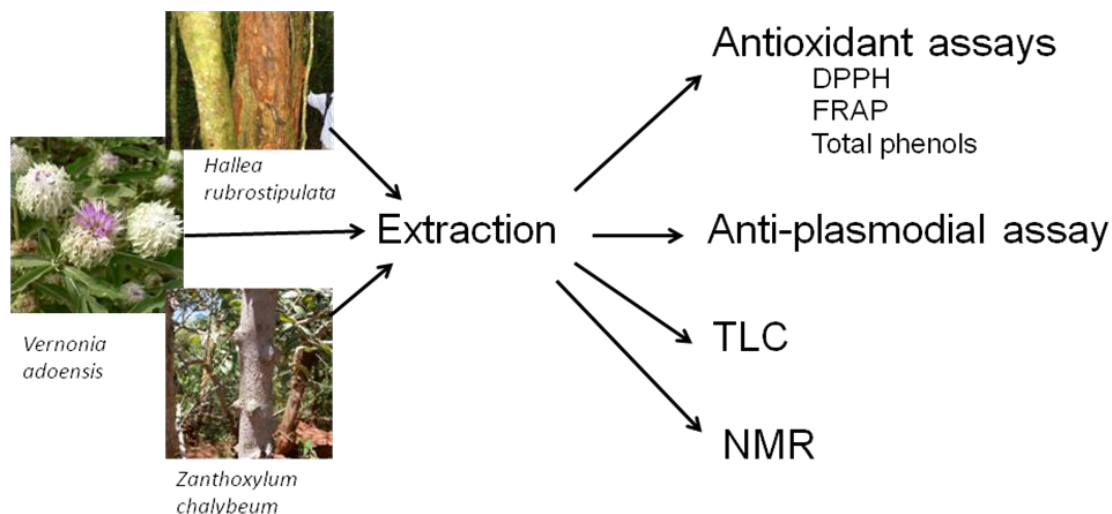 Hallea
rubrostipulata
Vernonia
adoensis
Zanthoxylum
chalybeum
Extraction
Antioxidant assays
DPPH
FRAP
Total phenols
Anti-plasmodial assay
TLC
NMR